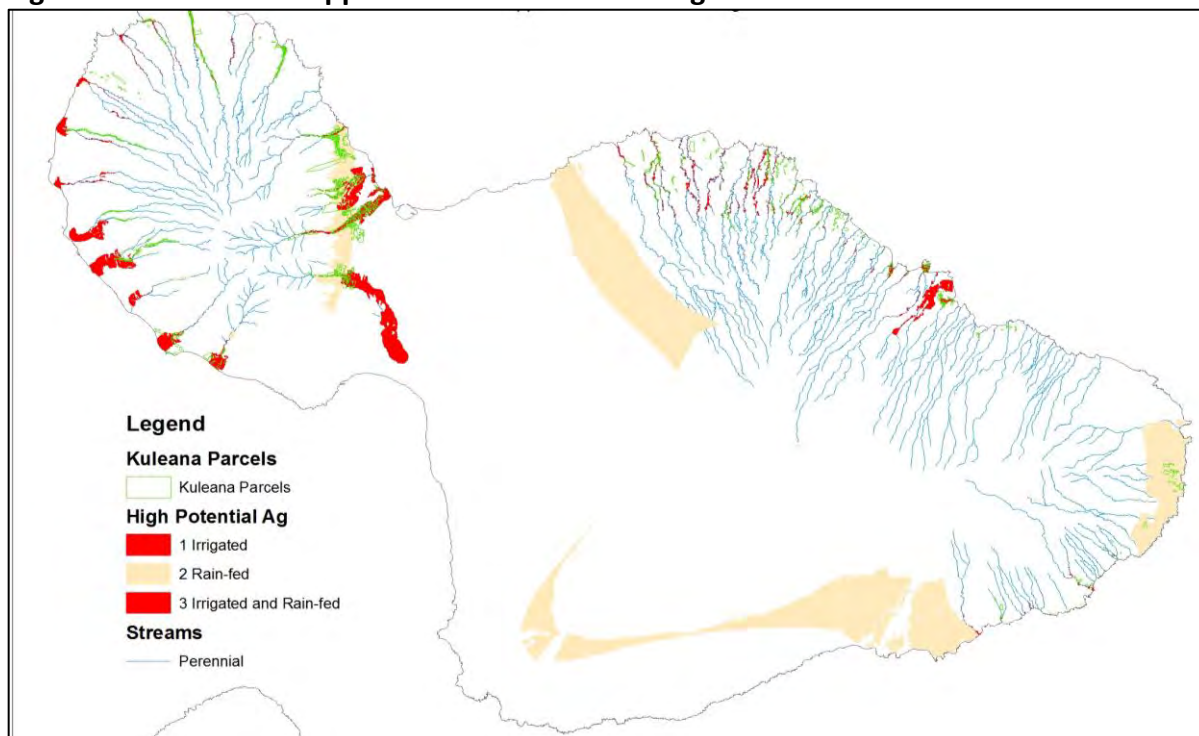 Legend
Kuleana Parcels
Kuleana Parcels
High Potential Ag
1 Irrigated
2 Rain-fed
3 Irrigated and Rain-fed
Streams
Perennial